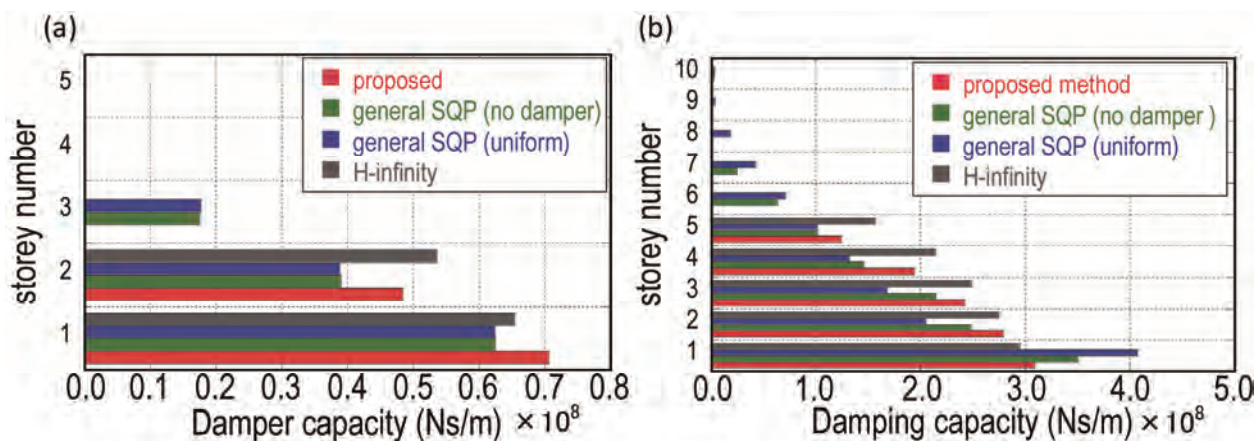 (a)
5
4
3
2
1
storey number
proposed
general SQP (no damper)
general SQP (uniform)
H-infinity
0.0 0.1 0.2 0.3 0.4 0.5 0.6 0.7 0.8
Damper capacity (Ns/m) × 10⁸
(b)
10
9
8
7
6
5
4
3
2
1
storey number
proposed method
general SQP (no damper )
general SQP (uniform)
H-infinity
0.0 1.0 2.0 3.0 4.0 5.0
Damping capacity (Ns/m) × 10⁸